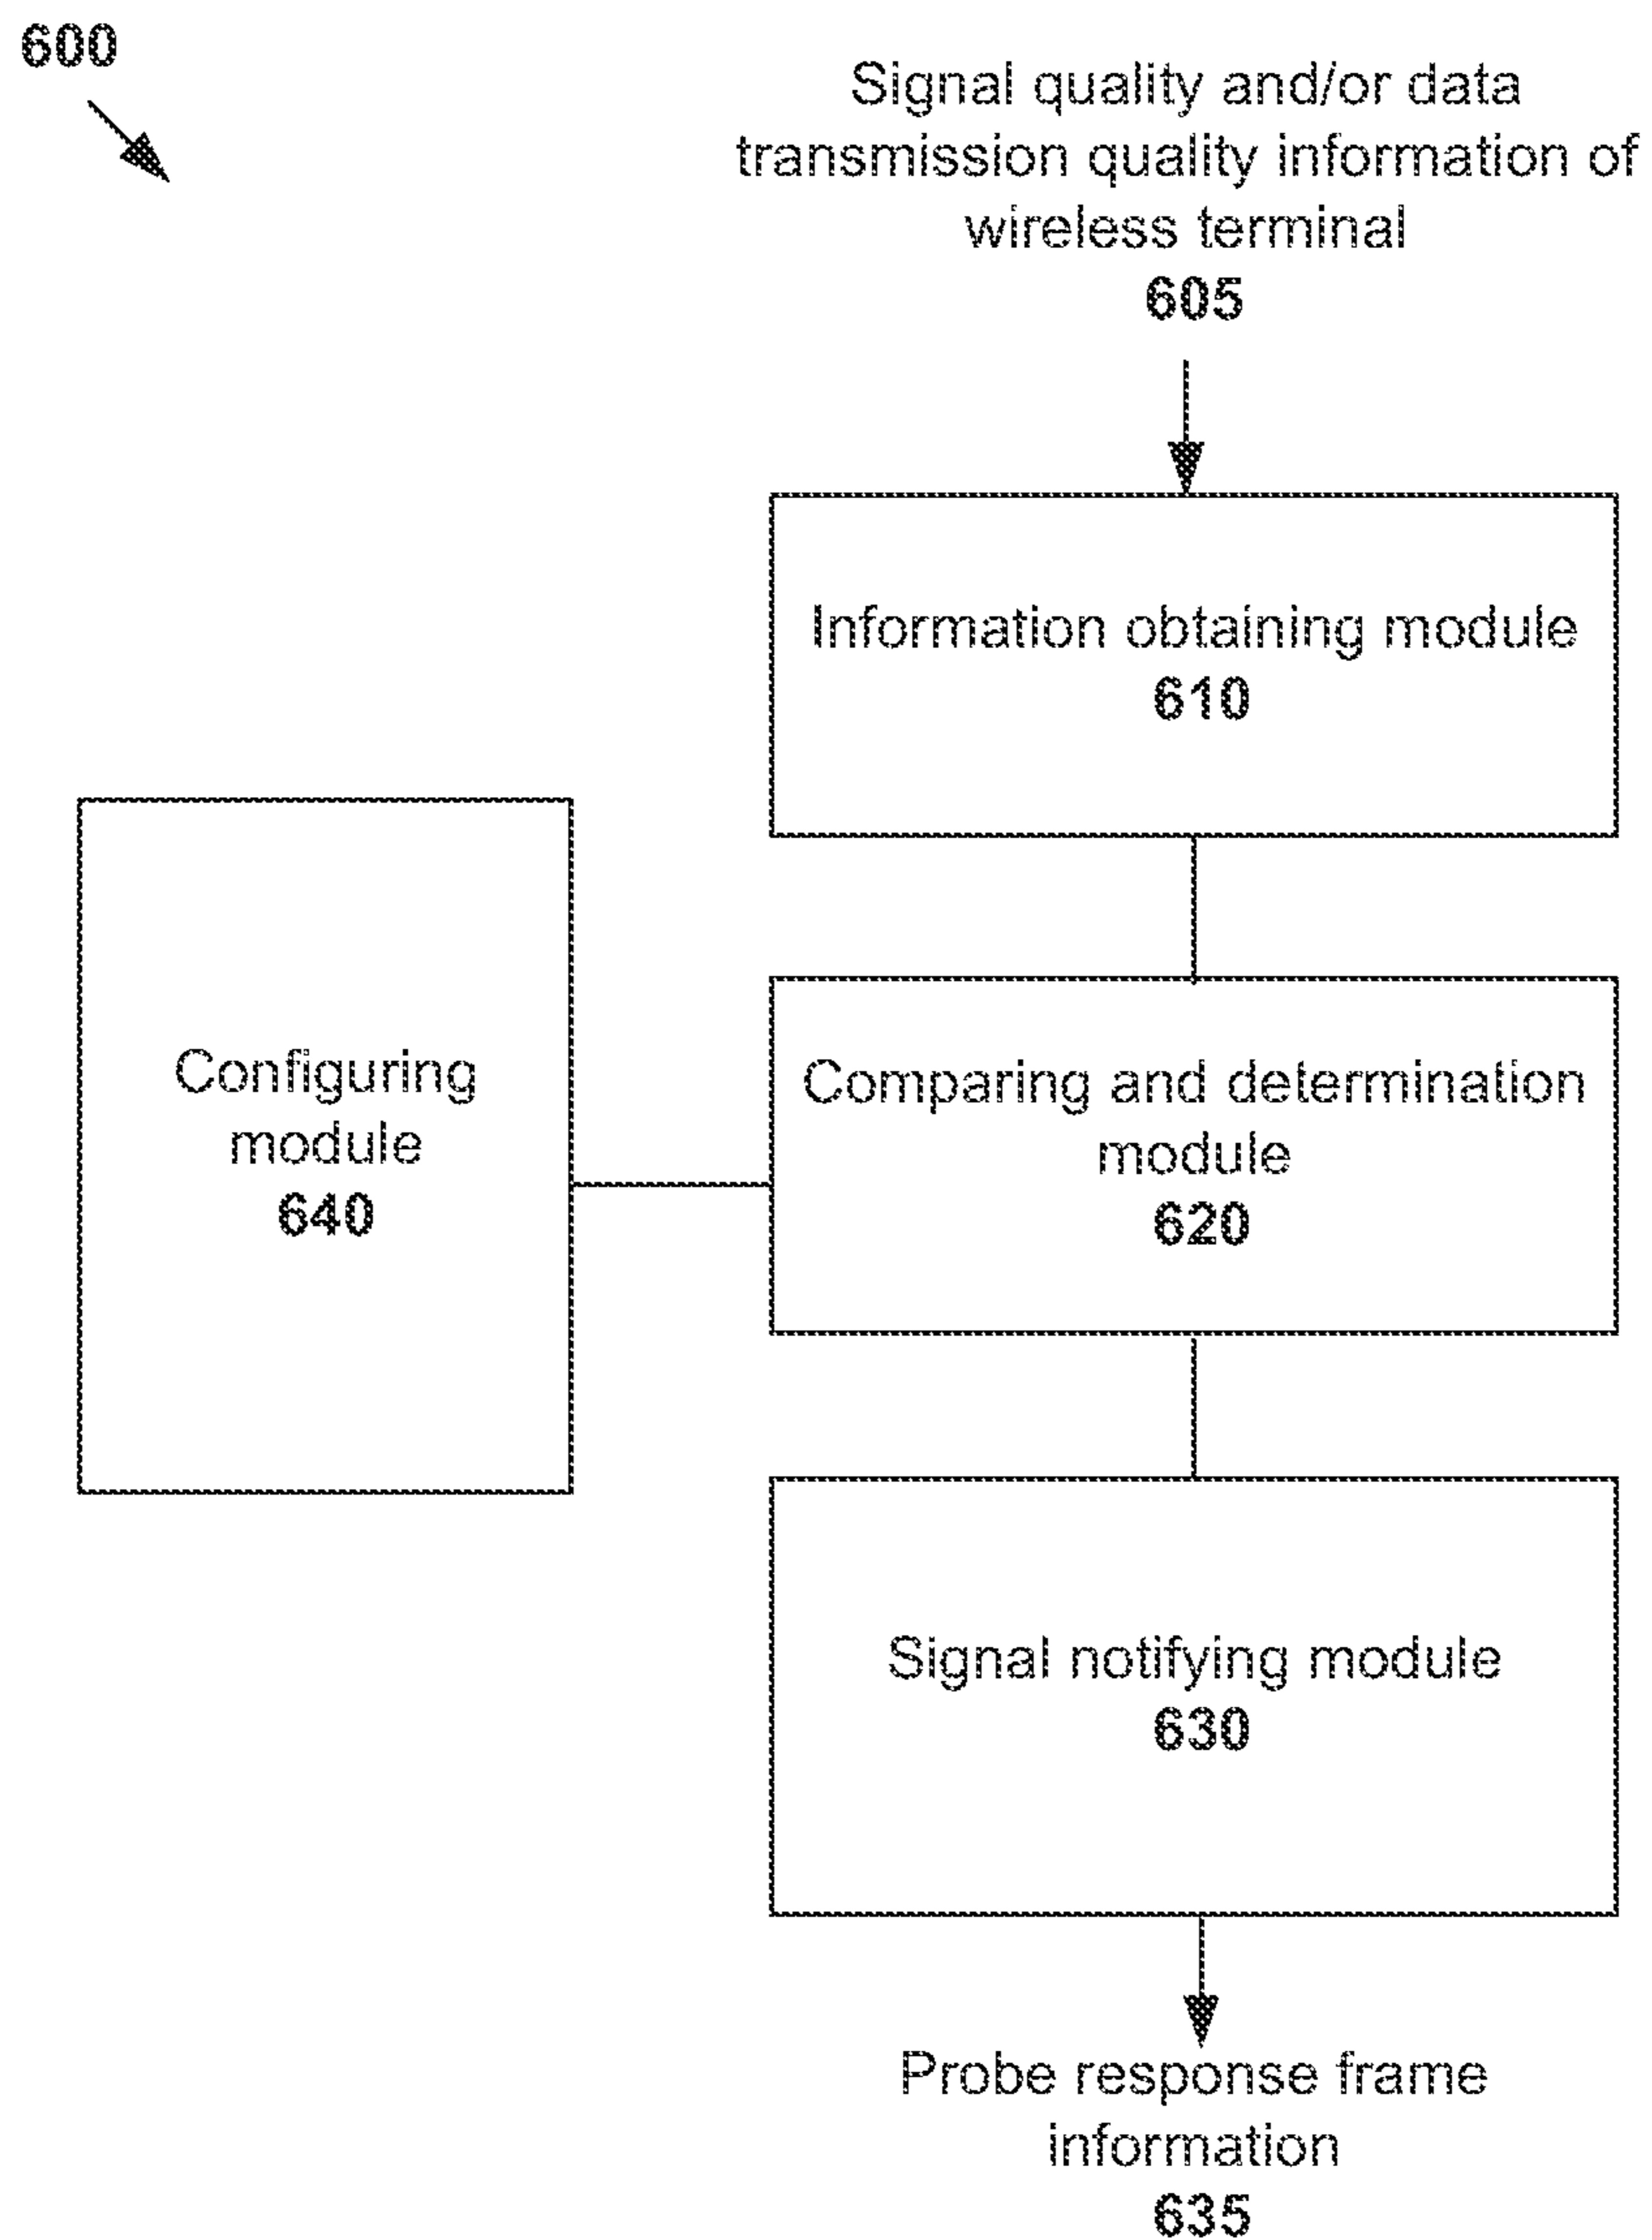 600
Signal quality and/or data
transmission quality information of
wireless terminal
605
Information obtaining module
610
Configuring
module
640
Comparing and determination
module
620
Signal notifying module
630
Probe response frame
information
635